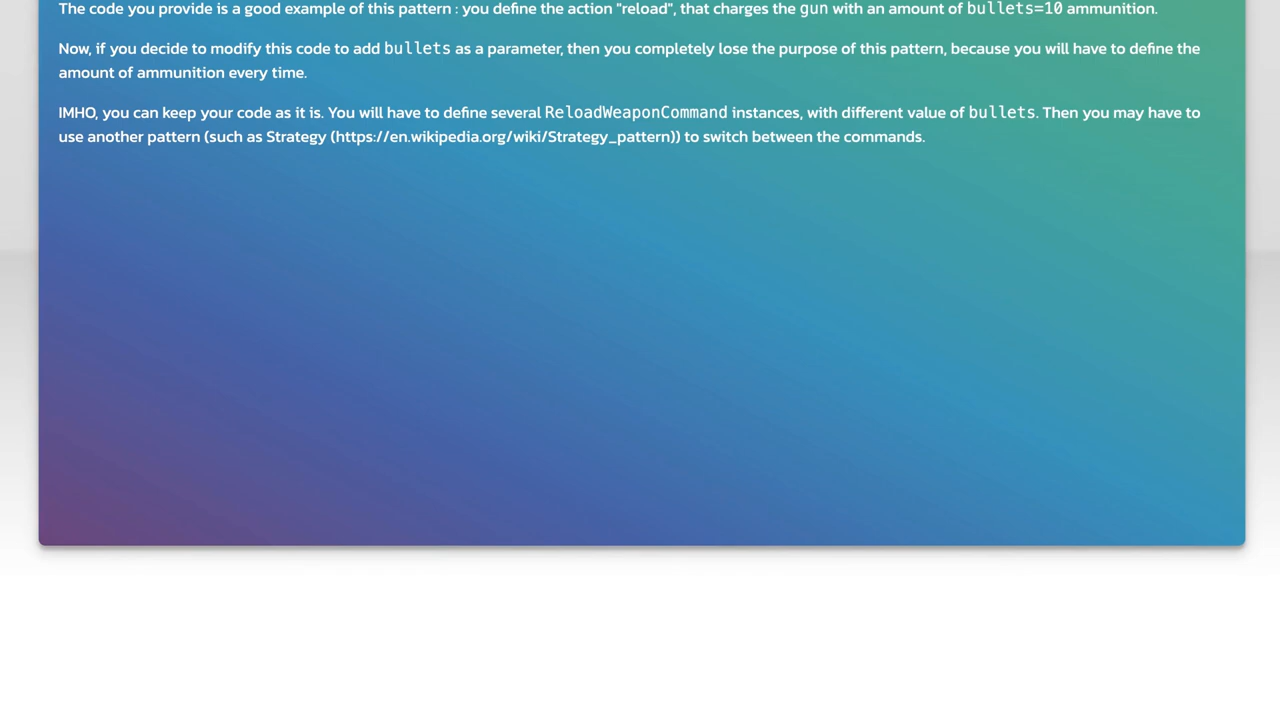 The code you provide is a good example of this pattern : you define the action "reload", that charges the gun with an amount of bullets=10 ammunition.
Now, if you decide to modify this code to add bullets as a parameter, then you completely lose the purpose of this pattern, because you will have to define the
amount of ammunition every time.
IMHO, you can keep your code as it is. You will have to define several ReloadWeaponCommand instances, with different value of bullets. Then you may have to
use another pattern (such as Strategy (https://en.wikipedia.org/wiki/Strategy_pattern)) to switch between the commands.